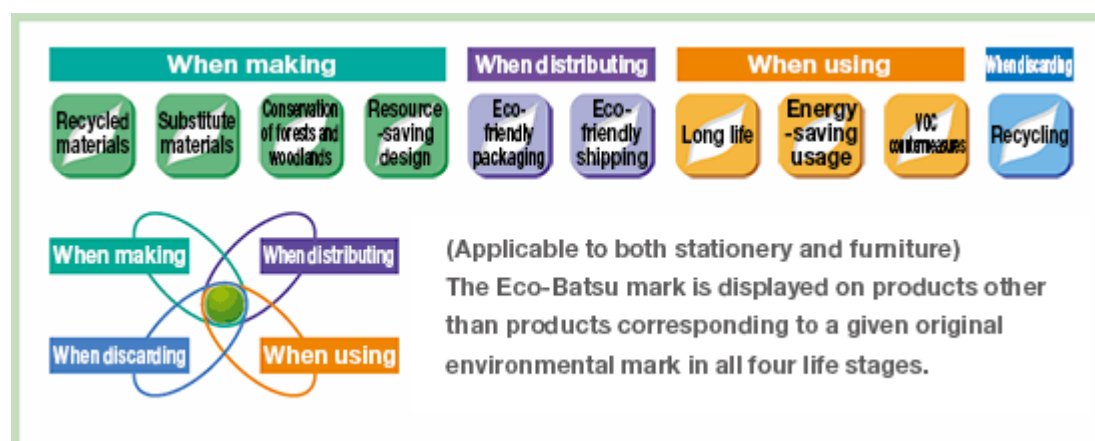 When making
When distributing
When using
When discarding
Recycled
materials
Substitute
materials
Conservation
of forests and
woodlands
Resource
-saving
design
Eco-
friendly
packaging
Eco-
friendly
shipping
Long life
Energy
-saving
usage
VOC
countermeasures
Recycling
When making
When distributing
When discarding
When using
(Applicable to both stationery and furniture)
The Eco-Batsu mark is displayed on products other
than products corresponding to a given original
environmental mark in all four life stages.